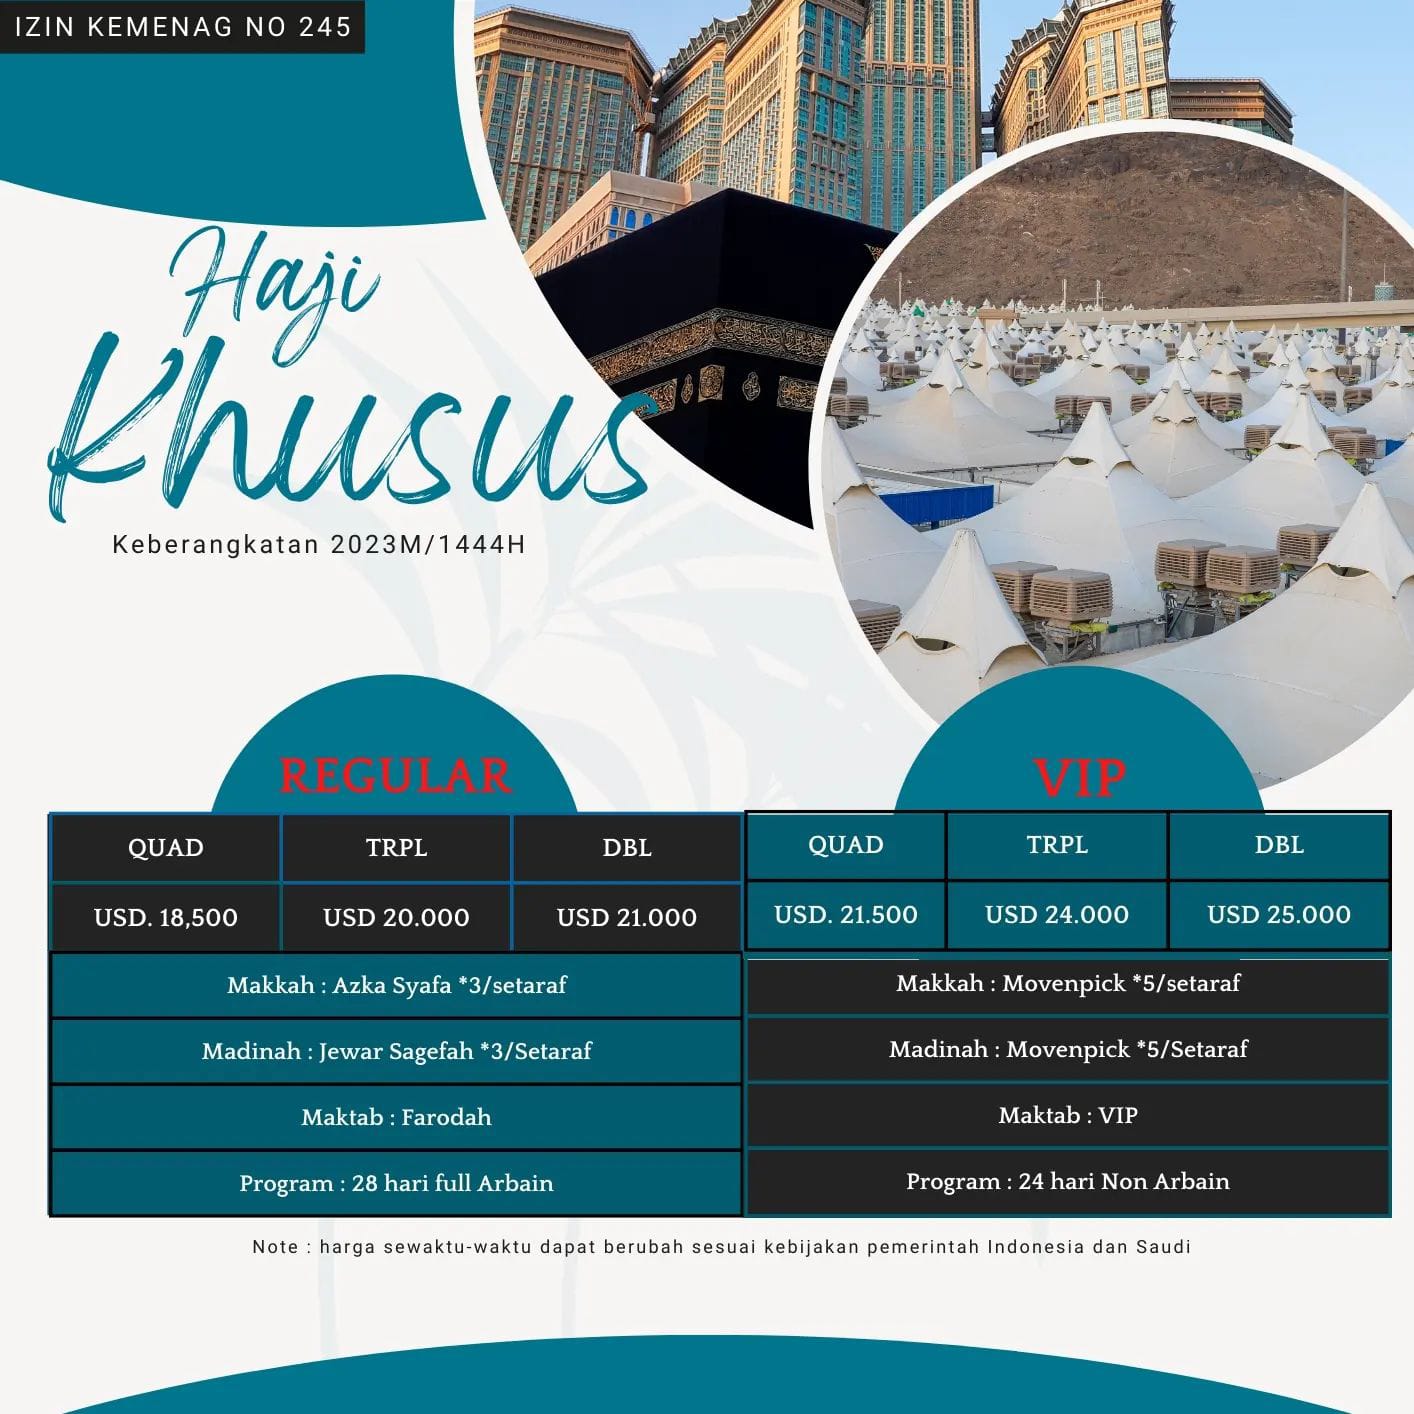 IZIN KEMENAG NO 245
Haji
Khusus
Keberangkatan 2023M/1444H
REGULAR
QUAD TRPL DBL
USD. 18,500 USD 20.000 USD 21.000
Makkah : Azka Syafa *3/setaraf
Madinah : Jewar Sagefah *3/Setaraf
Maktab : Farodah
Program : 28 hari full Arbain
VIP
QUAD TRPL DBL
USD. 21.500 USD 24.000 USD 25.000
Makkah : Movenpick *5/setaraf
Madinah : Movenpick *5/Setaraf
Maktab : VIP
Program : 24 hari Non Arbain
Note : harga sewaktu-waktu dapat berubah sesuai kebijakan pemerintah Indonesia dan Saudi